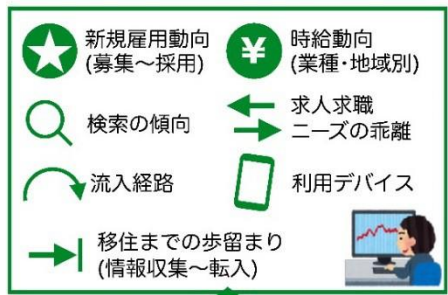 新規雇用動向
(募集～採用)
¥
時給動向
(業種・地域別)
検索の傾向
求人求職
ニーズの乖離
流入経路
利用デバイス
移住までの歩留まり
(情報収集～転入)